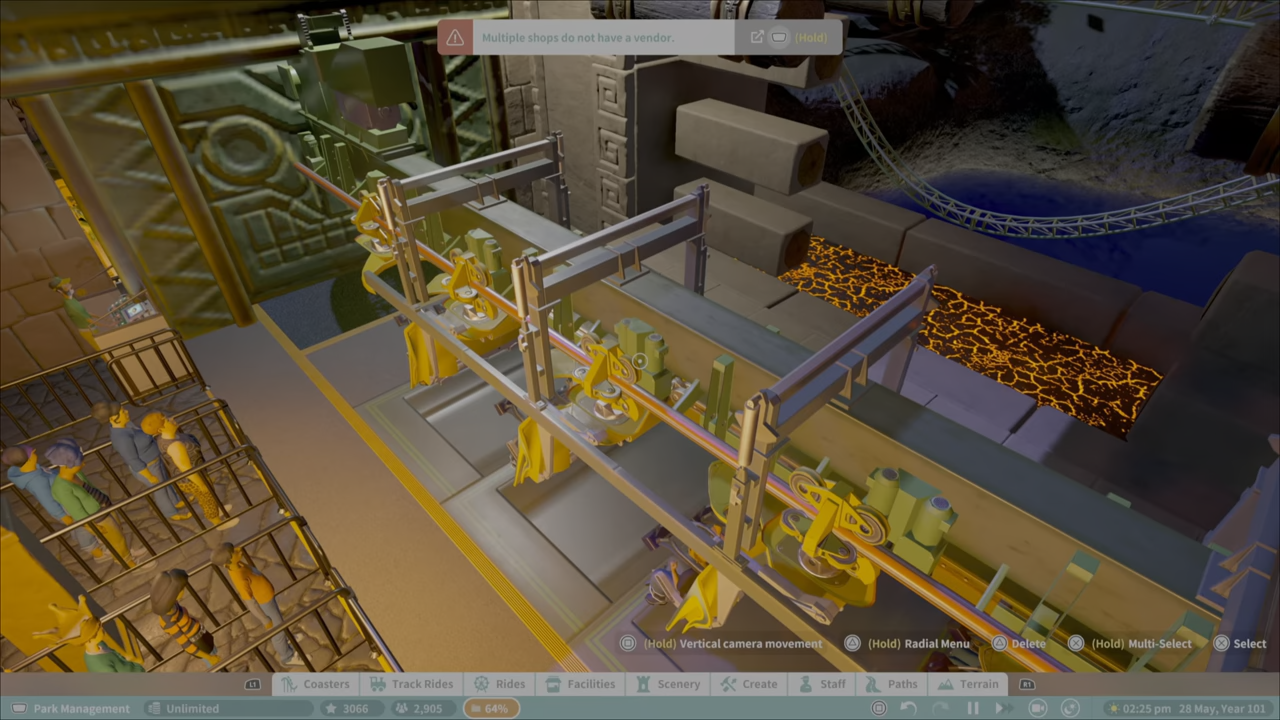 Multiple shops do not have a vendor.
(Hold)
(Hold) Vertical camera movement
(Hold) Radial Menu
Delete
(Hold) Multi-Select
Select
L1
Coasters
Track Rides
Rides
Facilities
Scenery
Create
Staff
Paths
Terrain
R1
Park Management
Unlimited
3066
2,905
64%
02:25 pm 28 May, Year 101